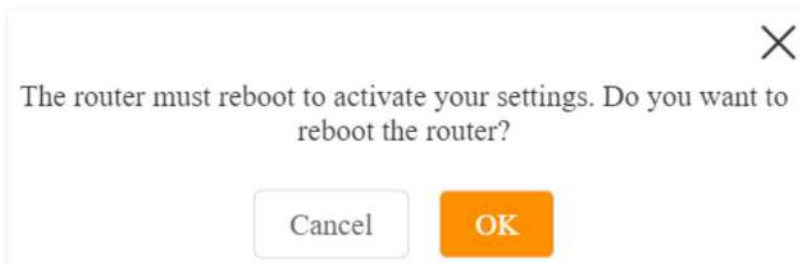 The router must reboot to activate your settings. Do you want to
reboot the router?
Cancel
OK